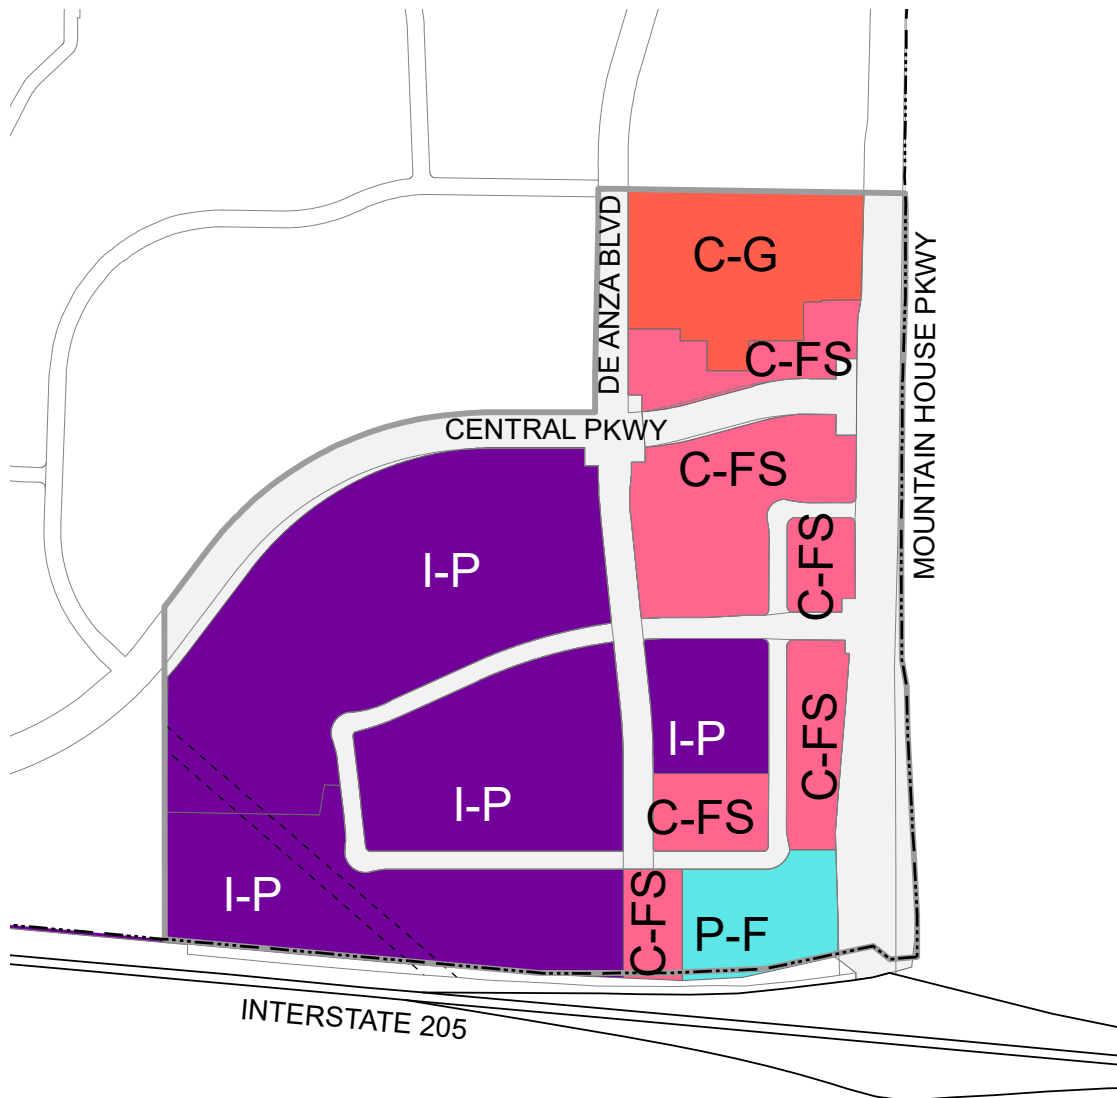 C-G
DE ANZA BLVD
MOUNTAIN HOUSE PKWY
C-FS
CENTRAL PKWY
C-FS
C-FS
I-P
C-FS
I-P
I-P
C-FS
I-P
C-FS
P-F
INTERSTATE 205